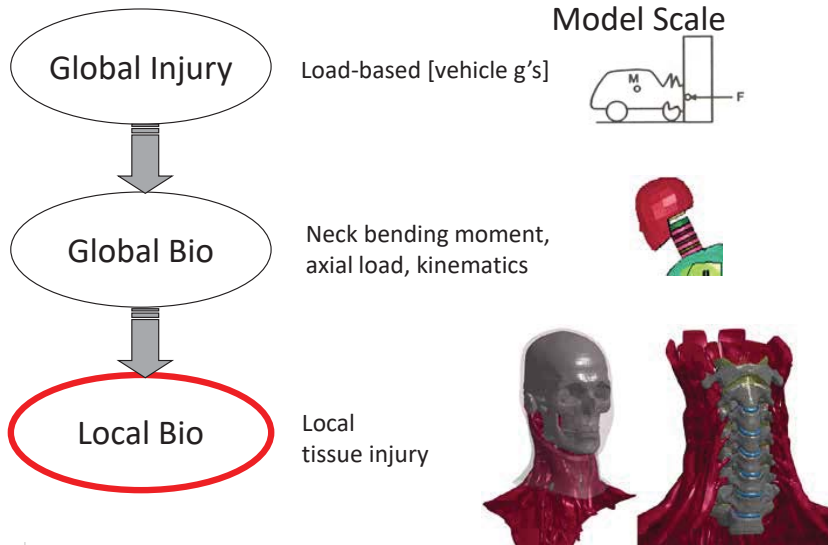 Model Scale
Global Injury
Load-based [vehicle g's]
M
F
Global Bio
Neck bending moment,
axial load, kinematics
Local Bio
Local
tissue injury